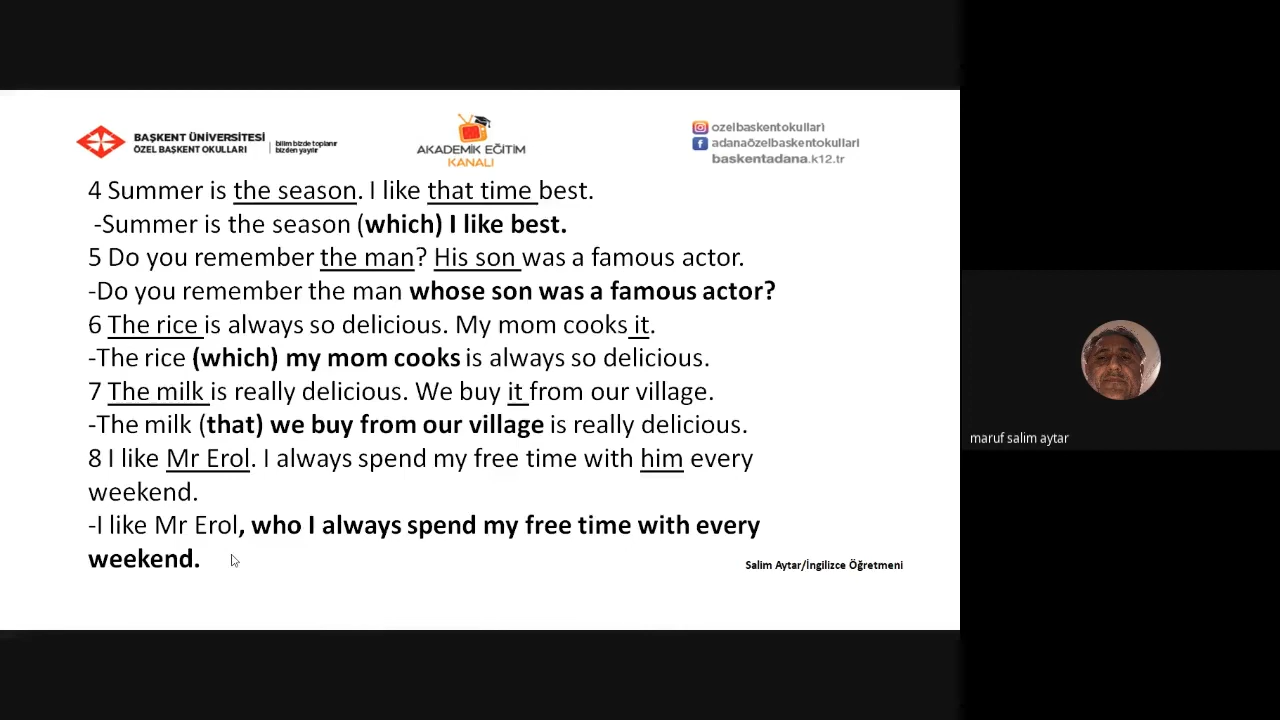 BAŞKENT ÜNİVERSİTESİ
ÖZEL BAŞKENT OKULLARI
bilim bizde toplanır
bizden yayılır
AKADEMİK EĞİTİM
KANALI
ozelbaskentokullari
adanaözelbaskentokullari
baskentadana.k12.tr
4 Summer is the season. I like that time best.
-Summer is the season (which) I like best.
5 Do you remember the man? His son was a famous actor.
-Do you remember the man whose son was a famous actor?
6 The rice is always so delicious. My mom cooks it.
-The rice (which) my mom cooks is always so delicious.
7 The milk is really delicious. We buy it from our village.
-The milk (that) we buy from our village is really delicious.
8 I like Mr Erol. I always spend my free time with him every
weekend.
-I like Mr Erol, who I always spend my free time with every
weekend.
Salim Aytar/İngilizce Öğretmeni
maruf salim aytar